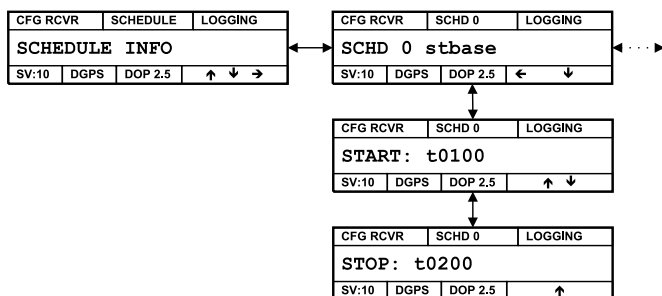 CFG RCVR SCHEDULE LOGGING
SCHEDULE INFO
SV:10 DGPS DOP 2.5 ↑ ↓ →
CFG RCVR SCHD 0 LOGGING
SCHD 0 stbase
SV:10 DGPS DOP 2.5 ← ↓
CFG RCVR SCHD 0 LOGGING
START: t0100
SV:10 DGPS DOP 2.5 ↑ ↓
CFG RCVR SCHD 0 LOGGING
STOP: t0200
SV:10 DGPS DOP 2.5 ↑